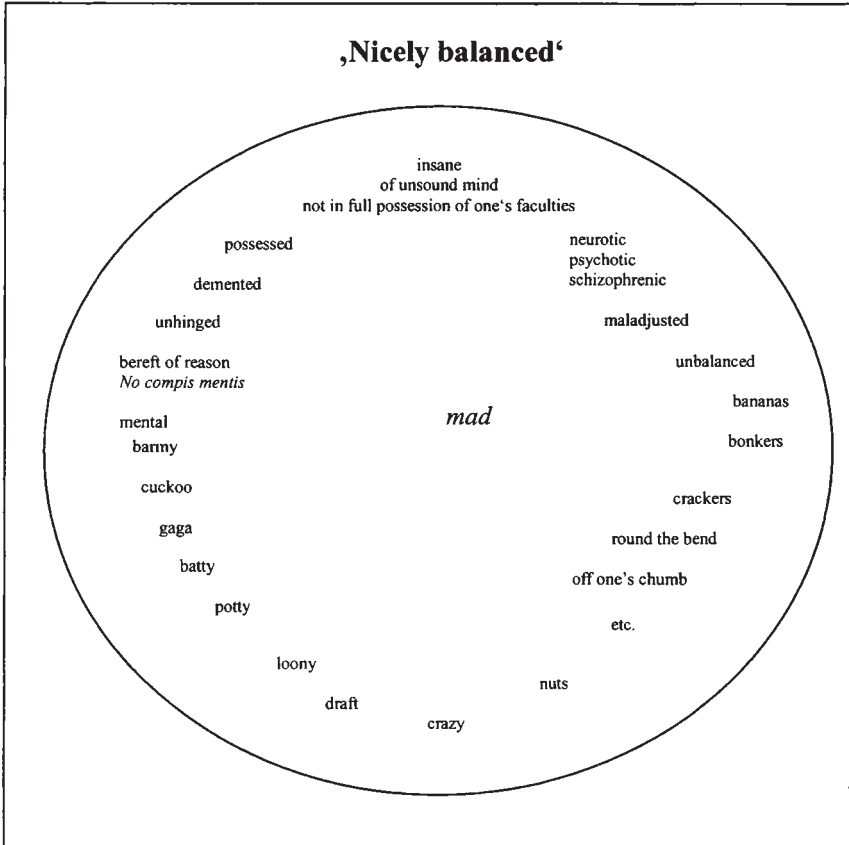 ‚Nicely balanced‘
insane
of unsound mind
not in full possession of one‘s faculties
possessed
neurotic
psychotic
schizophrenic
demented
unhinged
maladjusted
bereft of reason
No compis mentis
unbalanced
bananas
mental
barmy
mad
bonkers
cuckoo
crackers
gaga
round the bend
batty
off one‘s chumb
potty
etc.
loony
nuts
draft
crazy